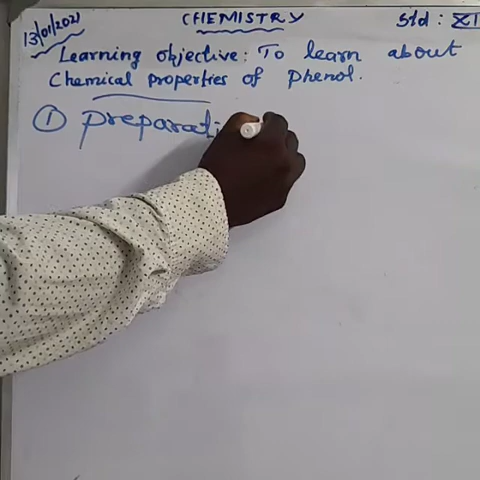 13/01/2021 CHEMISTRY Std : XI
Learning objective: To learn about
Chemical properties of Phenol.
① preparati